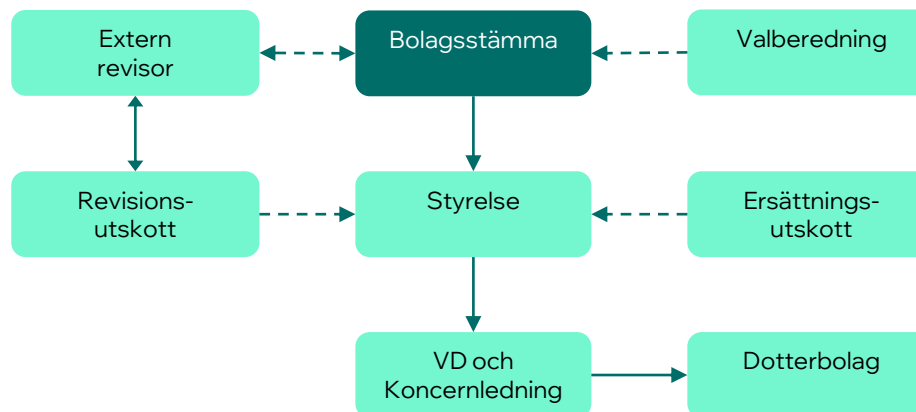 Extern
revisor
Bolagsstämma
Valberedning
Revisions-
utskott
Styrelse
Ersättnings-
utskott
VD och
Koncernledning
Dotterbolag